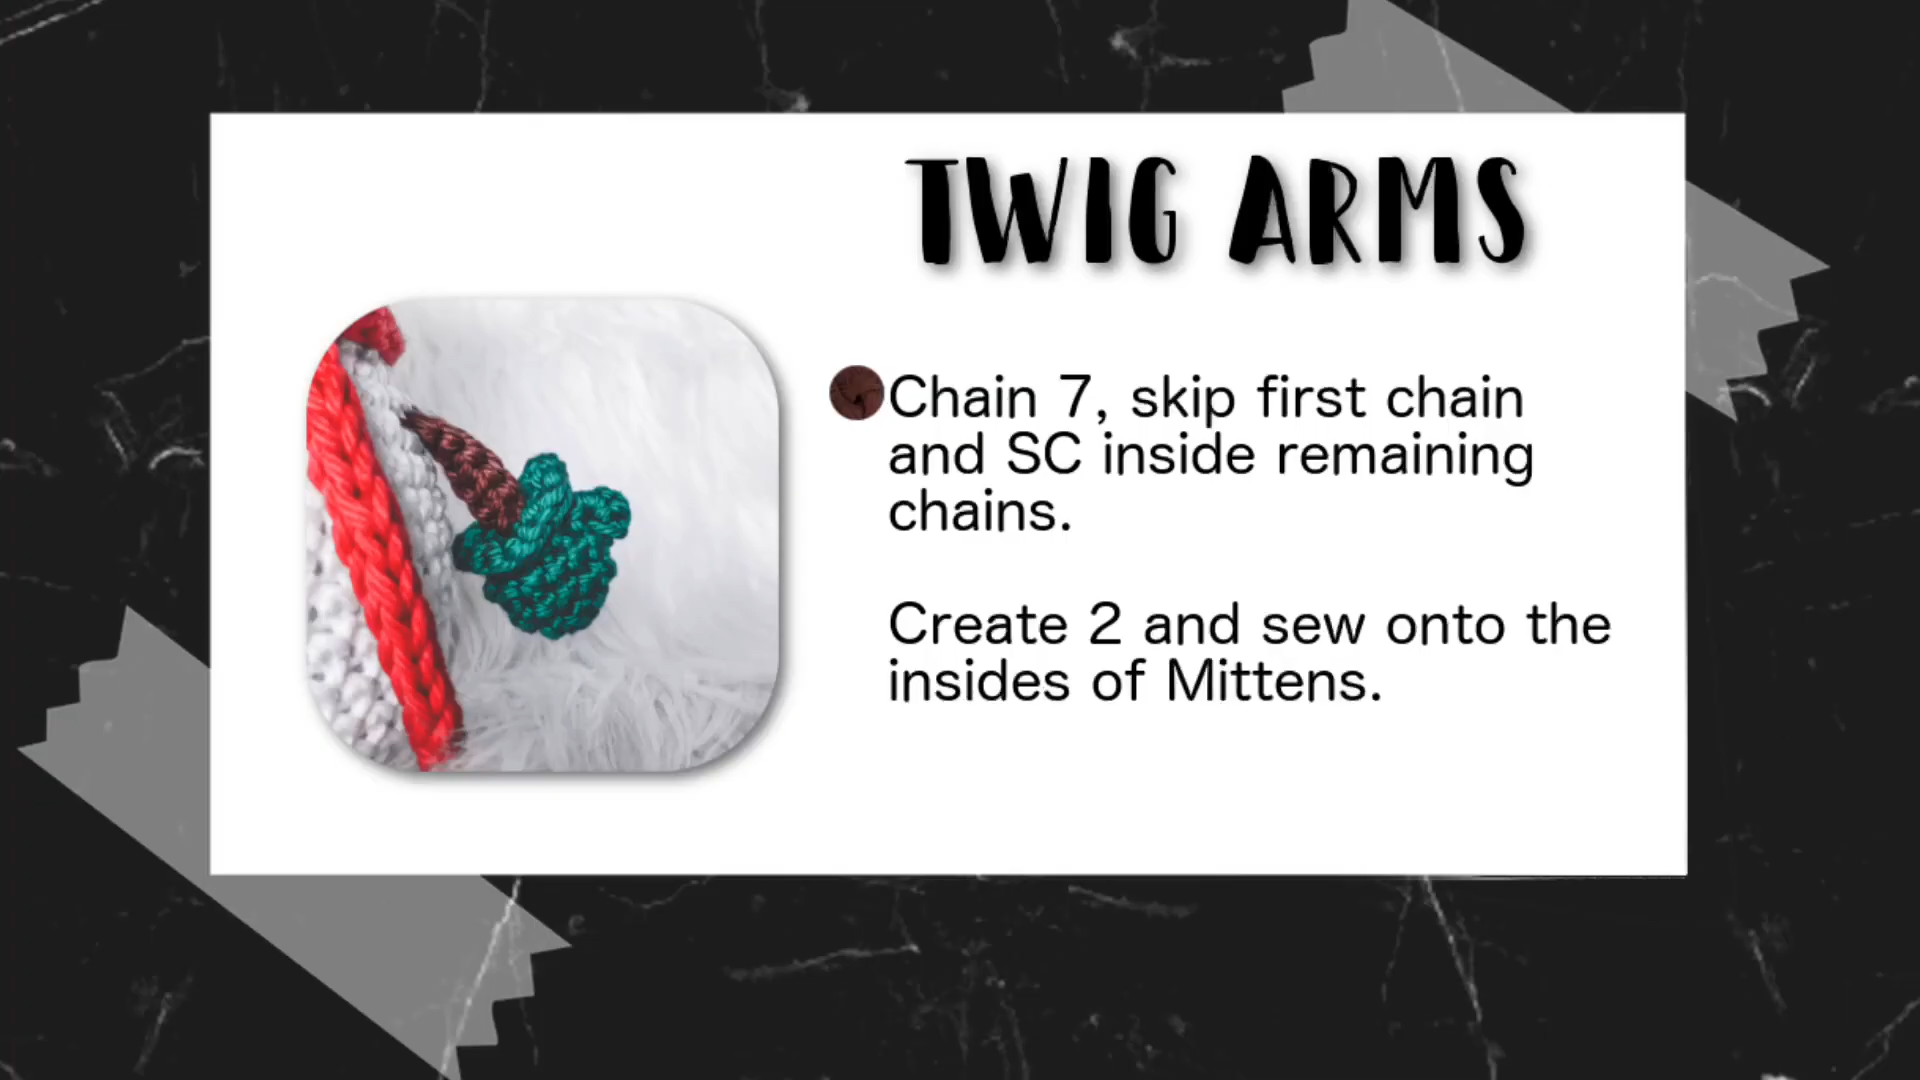 TWIG ARMS
Chain 7, skip first chain
and SC inside remaining
chains.
Create 2 and sew onto the
insides of Mittens.